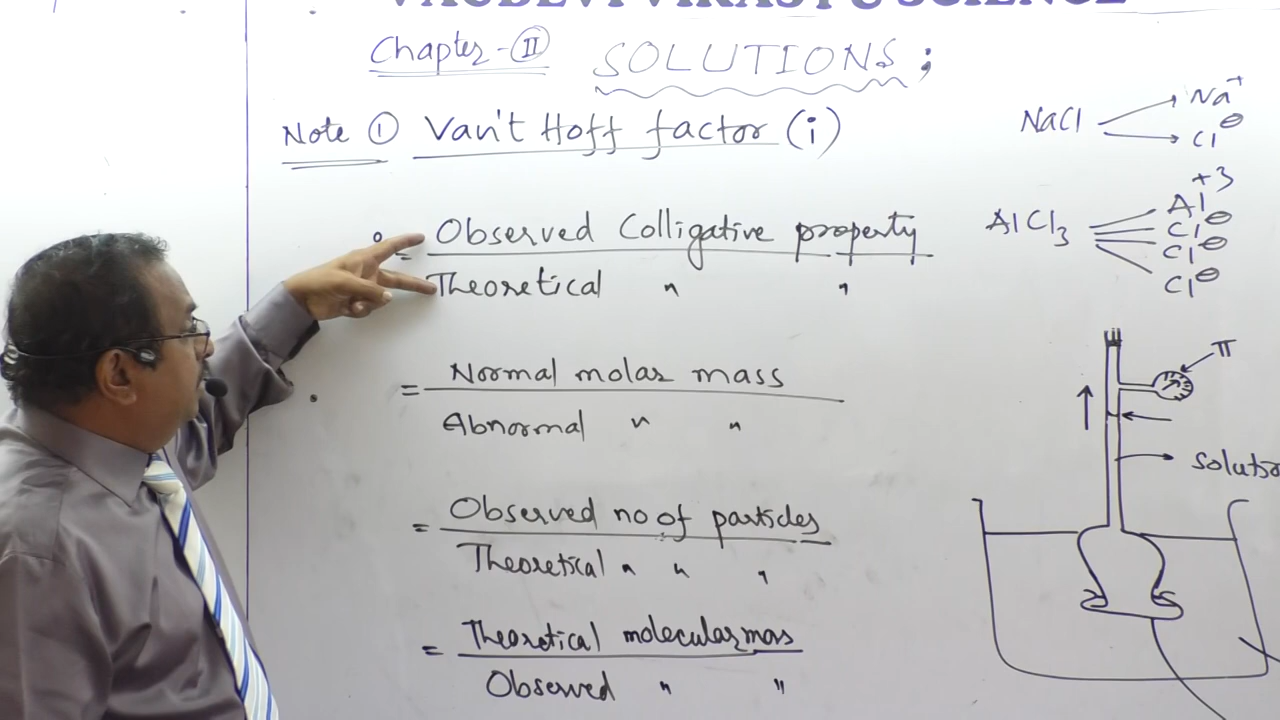 Chapter - II SOLUTIONS ;
Note 1 Van't Hoff factor (i)
i = Observed Colligative property
Theoretical " "
= Normal molar mass
Abnormal " "
= Observed no of particles
Theoretical " " "
= Theoretical molecular mass
Observed " "
NaCl
Na+
Cl⊖
AlCl3
Al+3
Cl⊖
Cl⊖
Cl⊖
π